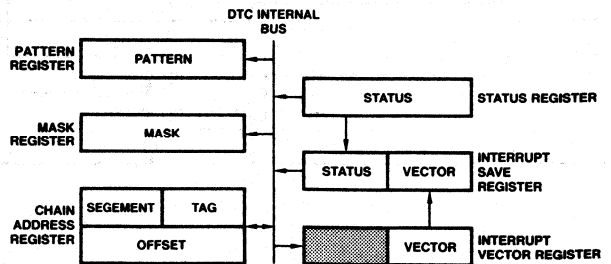 DTC INTERNAL
BUS
PATTERN
REGISTER
PATTERN
STATUS
STATUS REGISTER
MASK
REGISTER
MASK
STATUS
VECTOR
INTERRUPT
SAVE
REGISTER
CHAIN
ADDRESS
REGISTER
SEGEMENT
TAG
OFFSET
VECTOR
INTERRUPT
VECTOR REGISTER